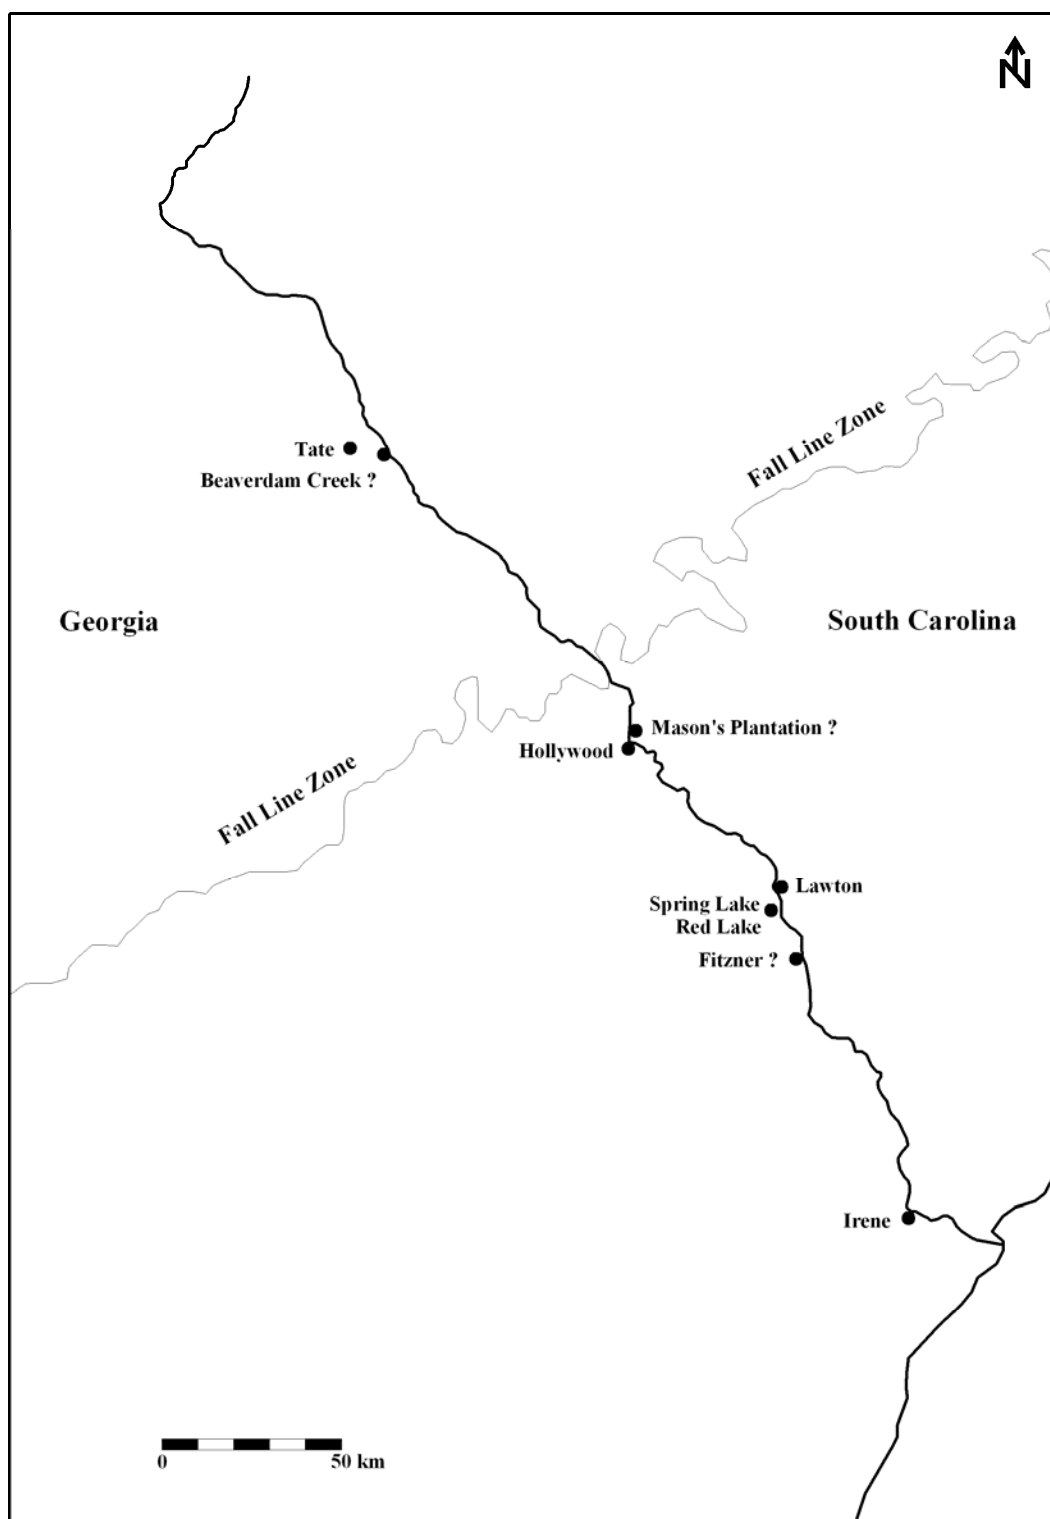 N
Fall Line Zone
Tate
Beaverdam Creek ?
Georgia
South Carolina
Mason's Plantation ?
Hollywood
Fall Line Zone
Lawton
Spring Lake
Red Lake
Fitzner ?
Irene
0
50 km